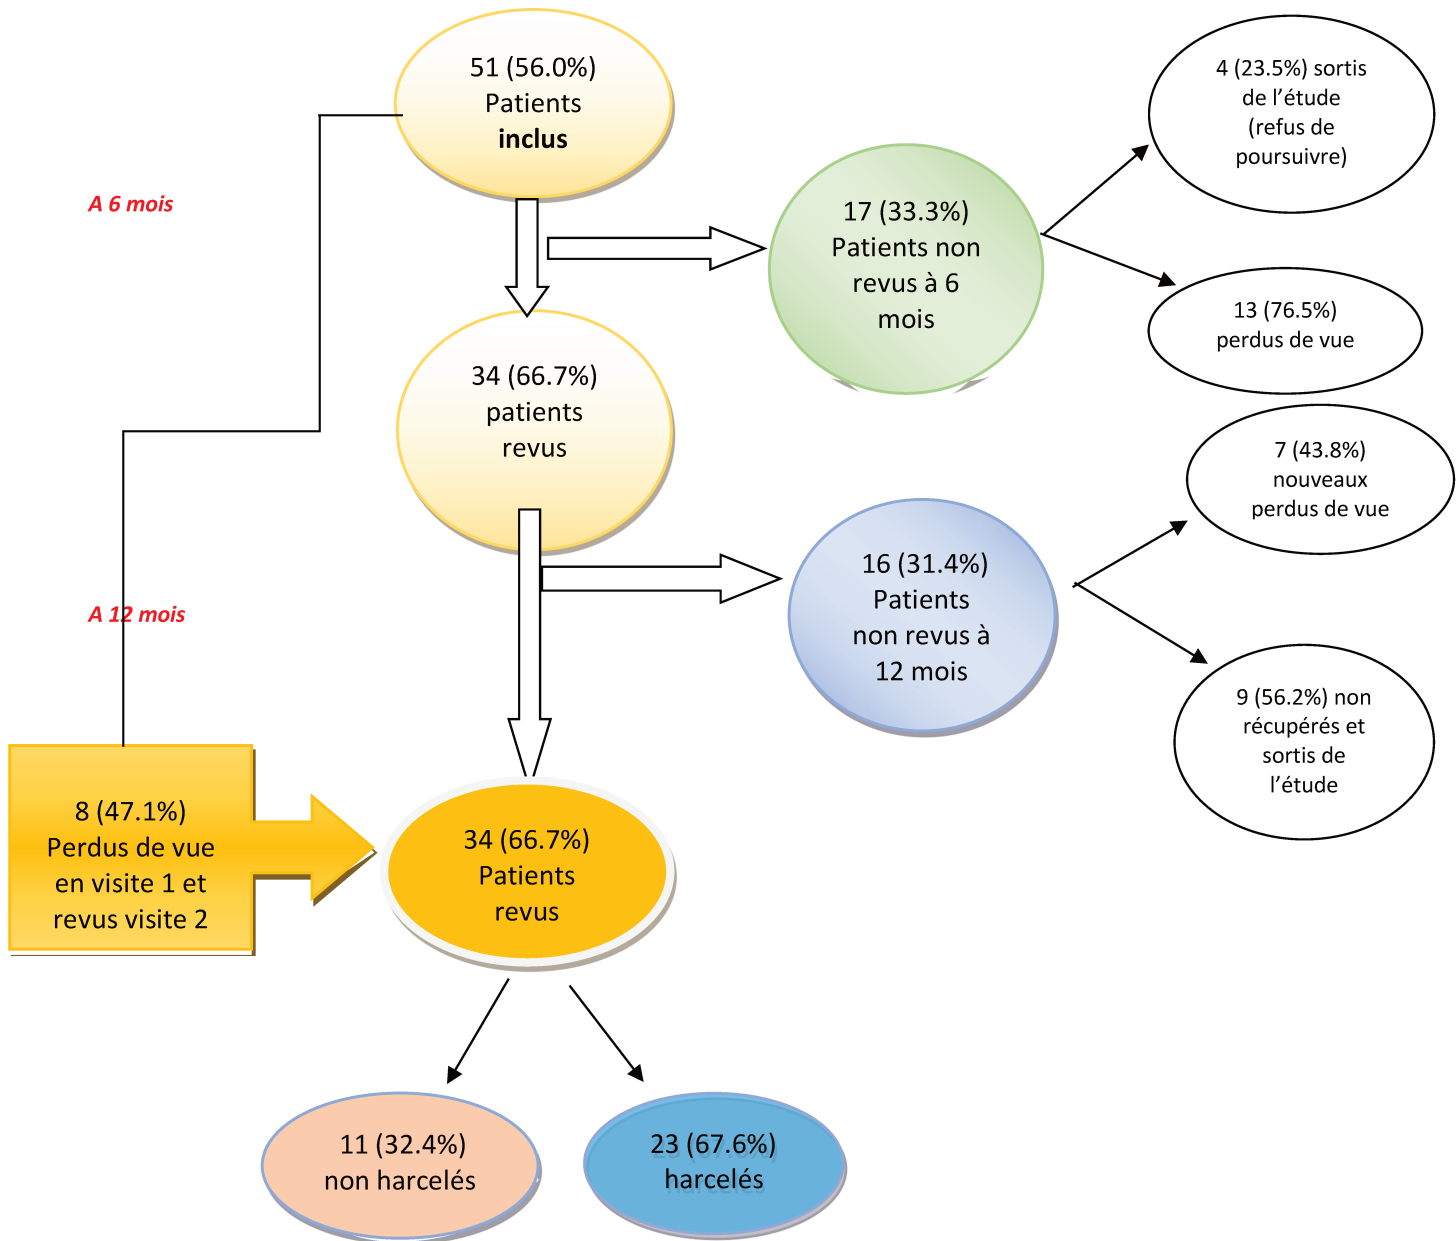 51 (56.0%)
Patients
inclus
4 (23.5%) sortis
de l’étude
(refus de
poursuivre)
A 6 mois
17 (33.3%)
Patients non
revus à 6
mois
13 (76.5%)
perdus de vue
34 (66.7%)
patients
revus
7 (43.8%)
nouveaux
perdus de vue
16 (31.4%)
Patients
non revus à
12 mois
A 12 mois
9 (56.2%) non
récupérés et
sortis de
l’étude
8 (47.1%)
Perdus de vue
en visite 1 et
revus visite 2
34 (66.7%)
Patients
revus
11 (32.4%)
non harcelés
23 (67.6%)
harcelés